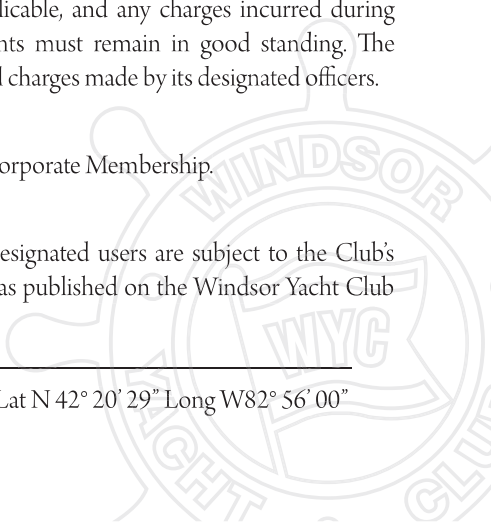 licable, and any charges incurred during
nts must remain in good standing. The
charges made by its designated officers.
WINDSOR
orporate Membership.
esignated users are subject to the Club's
as published on the Windsor Yacht Club
WYC
Lat N 42° 20’ 29” Long W82° 56’ 00”
YACHT CLU